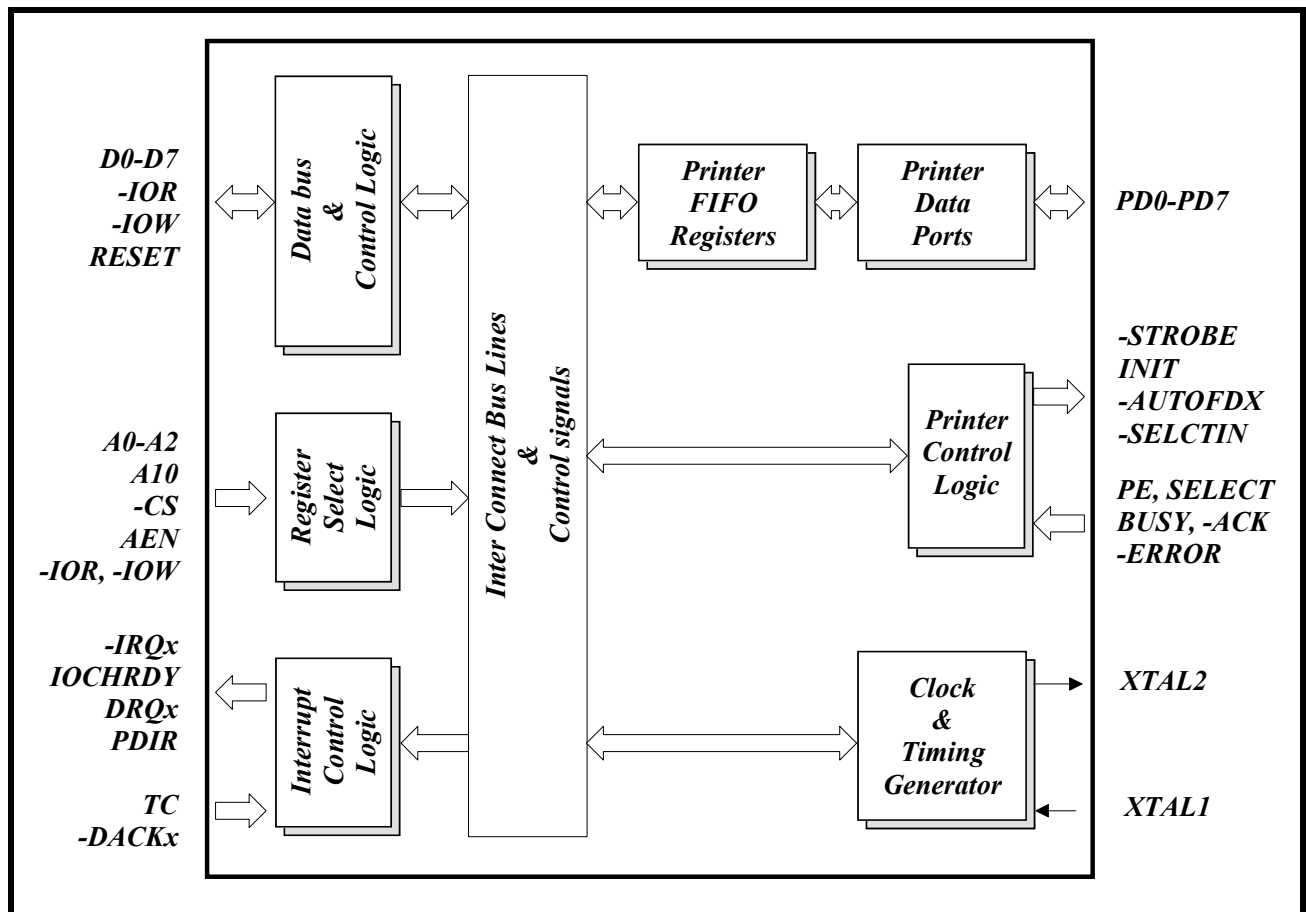 D0-D7
-IOR
-IOW
RESET
Data bus
&
Control Logic
A0-A2
A10
-CS
AEN
-IOR, -IOW
Register
Select
Logic
-IRQx
IOCHRDY
DRQx
PDIR
TC
-DACKx
Interrupt
Control
Logic
Inter Connect Bus Lines
&
Control signals
Printer
FIFO
Registers
Printer
Data
Ports
PD0-PD7
Printer
Control
Logic
-STROBE
INIT
-AUTOFDX
-SELCTIN
PE, SELECT
BUSY, -ACK
-ERROR
Clock
&
Timing
Generator
XTAL2
XTAL1